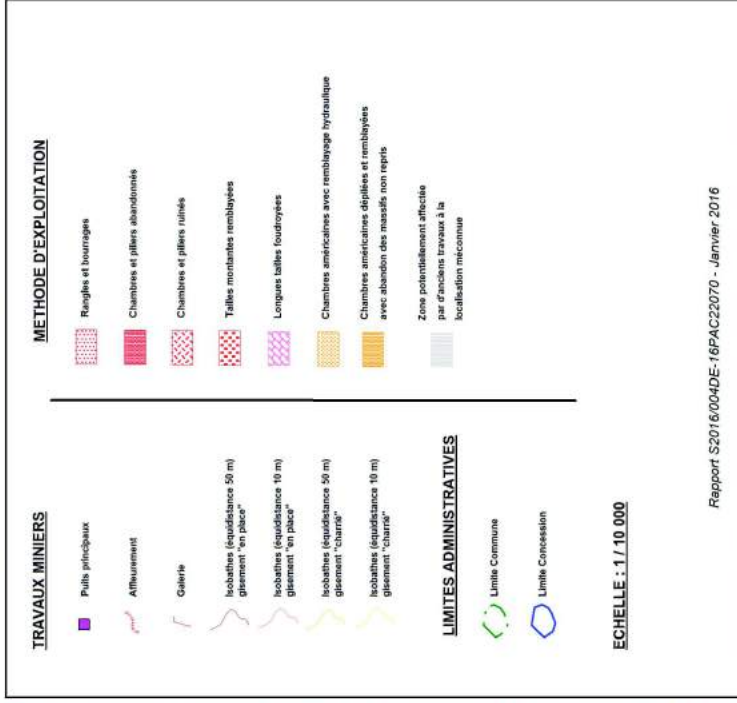 TRAVAUX MINIERS
Puits principaux
Affleurement
Galerie
Isobathes (équidistance 50 m)
gisement "en place"
Isobathes (équidistance 10 m)
gisement "en place"
Isobathes (équidistance 50 m)
gisement "charrié"
Isobathes (équidistance 10 m)
gisement "charrié"
LIMITES ADMINISTRATIVES
Limite Commune
Limite Concession
ECHELLE : 1 / 10 000
METHODE D'EXPLOITATION
Rangles et bourrages
Chambres et piliers abandonnés
Chambres et piliers ruinés
Tailles montantes remblayées
Longues tailles foudroyées
Chambres américaines avec remblayage hydraulique
Chambres américaines dépilées et remblayées
avec abandon des massifs non repris
Zone potentiellement affectée
par d'anciens travaux à la
localisation méconnue
Rapport S2016/004DE-16PAC22070 - Janvier 2016